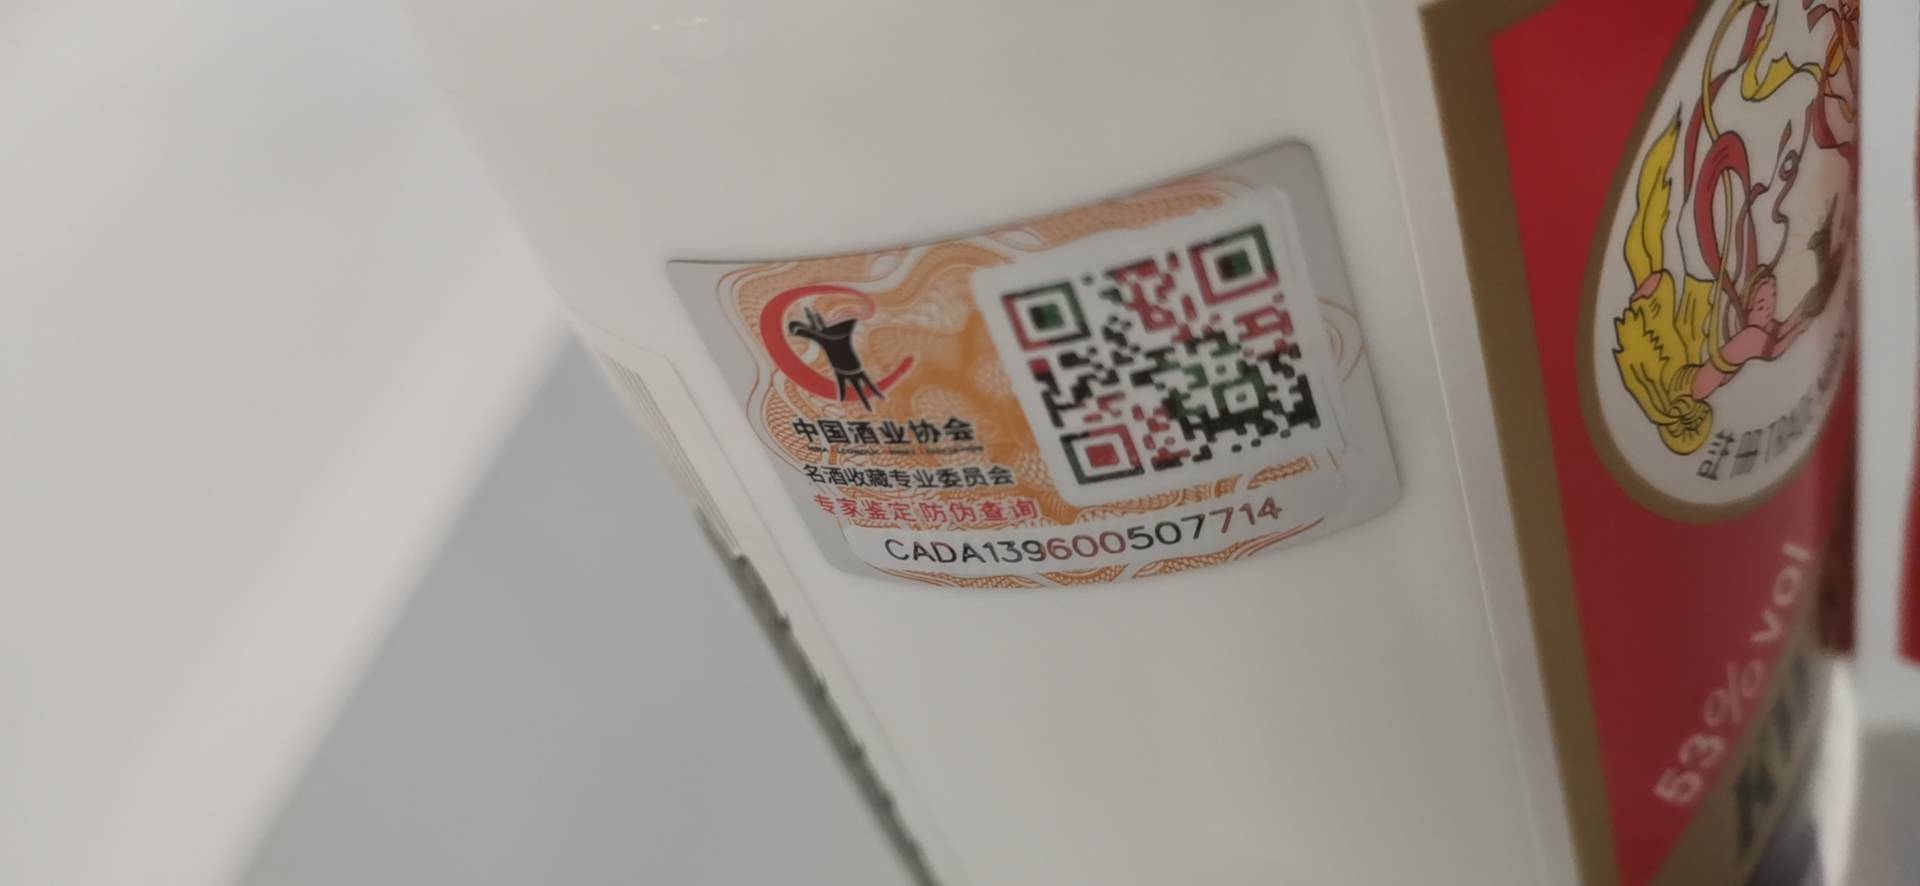 中国酒业协会
名酒收藏专业委员会
专家鉴定 防伪查询
CADA139600507714
53%vol